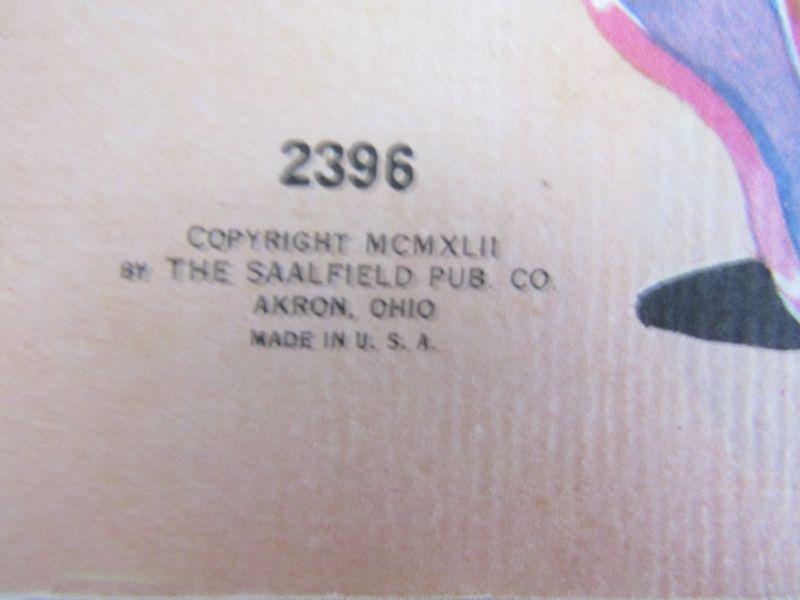 2396
COPYRIGHT MCMXLII
BY THE SAALFIELD PUB. CO.
AKRON, OHIO
MADE IN U. S. A.